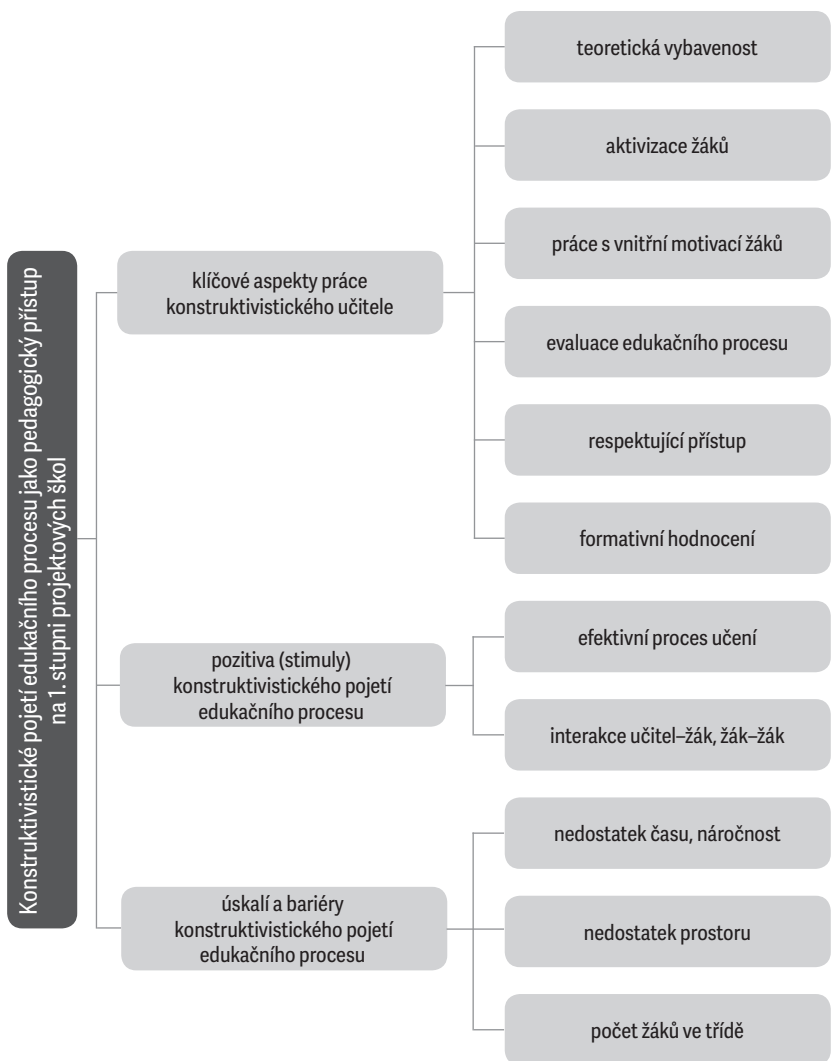 Konstruktivistické pojetí edukačního procesu jako pedagogický přístup
na 1. stupni projektových škol
klíčové aspekty práce
konstruktivistického učitele
teoretická vybavenost
aktivizace žáků
práce s vnitřní motivací žáků
evaluace edukačního procesu
respektující přístup
formativní hodnocení
pozitiva (stimuly)
konstruktivistického pojetí
edukačního procesu
efektivní proces učení
interakce učitel–žák, žák–žák
úskalí a bariéry
konstruktivistického pojetí
edukačního procesu
nedostatek času, náročnost
nedostatek prostoru
počet žáků ve třídě